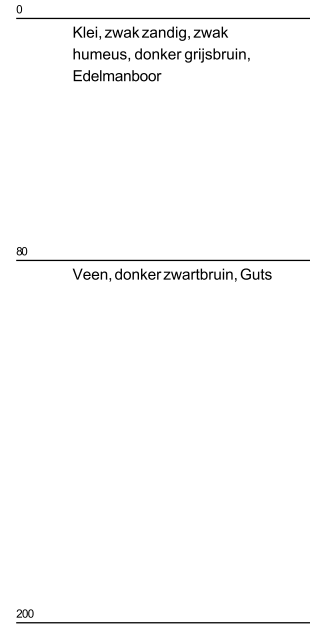 0
Klei, zwak zandig, zwak
humeus, donker grijsbruin,
Edelmanboor
80
Veen, donker zwartbruin, Guts
200